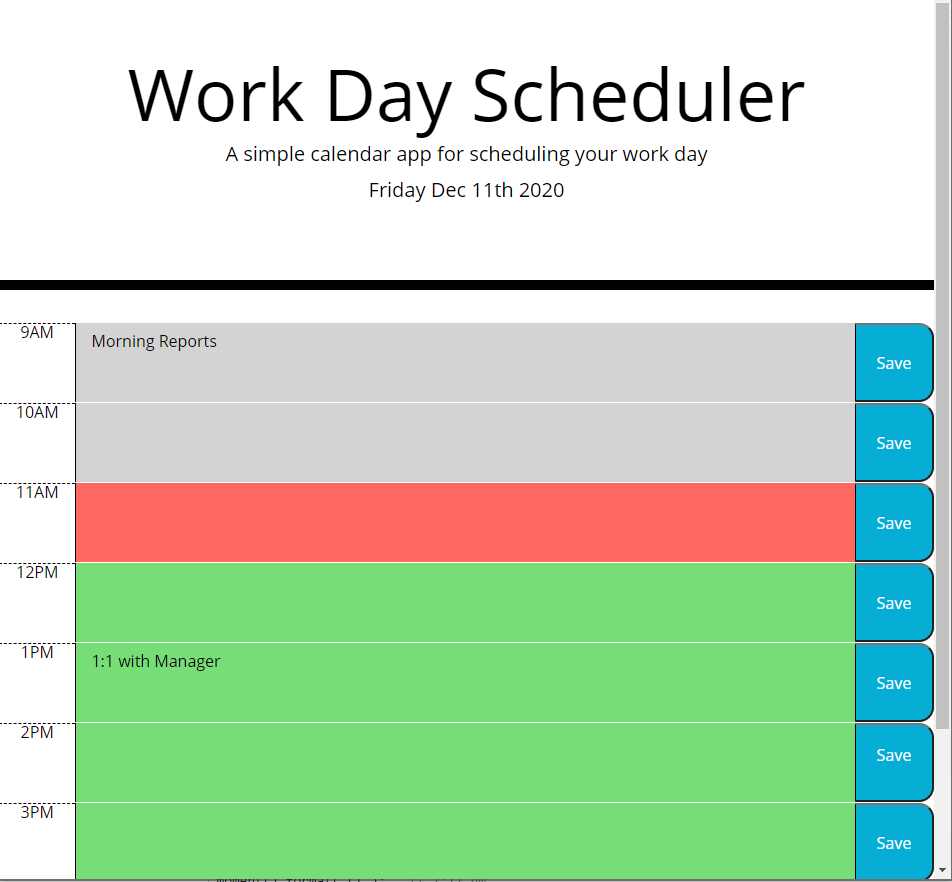 Work Day Scheduler
A simple calendar app for scheduling your work day
Friday Dec 11th 2020
9AM Morning Reports Save
10AM Save
11AM Save
12PM Save
1PM 1:1 with Manager Save
2PM Save
3PM Save